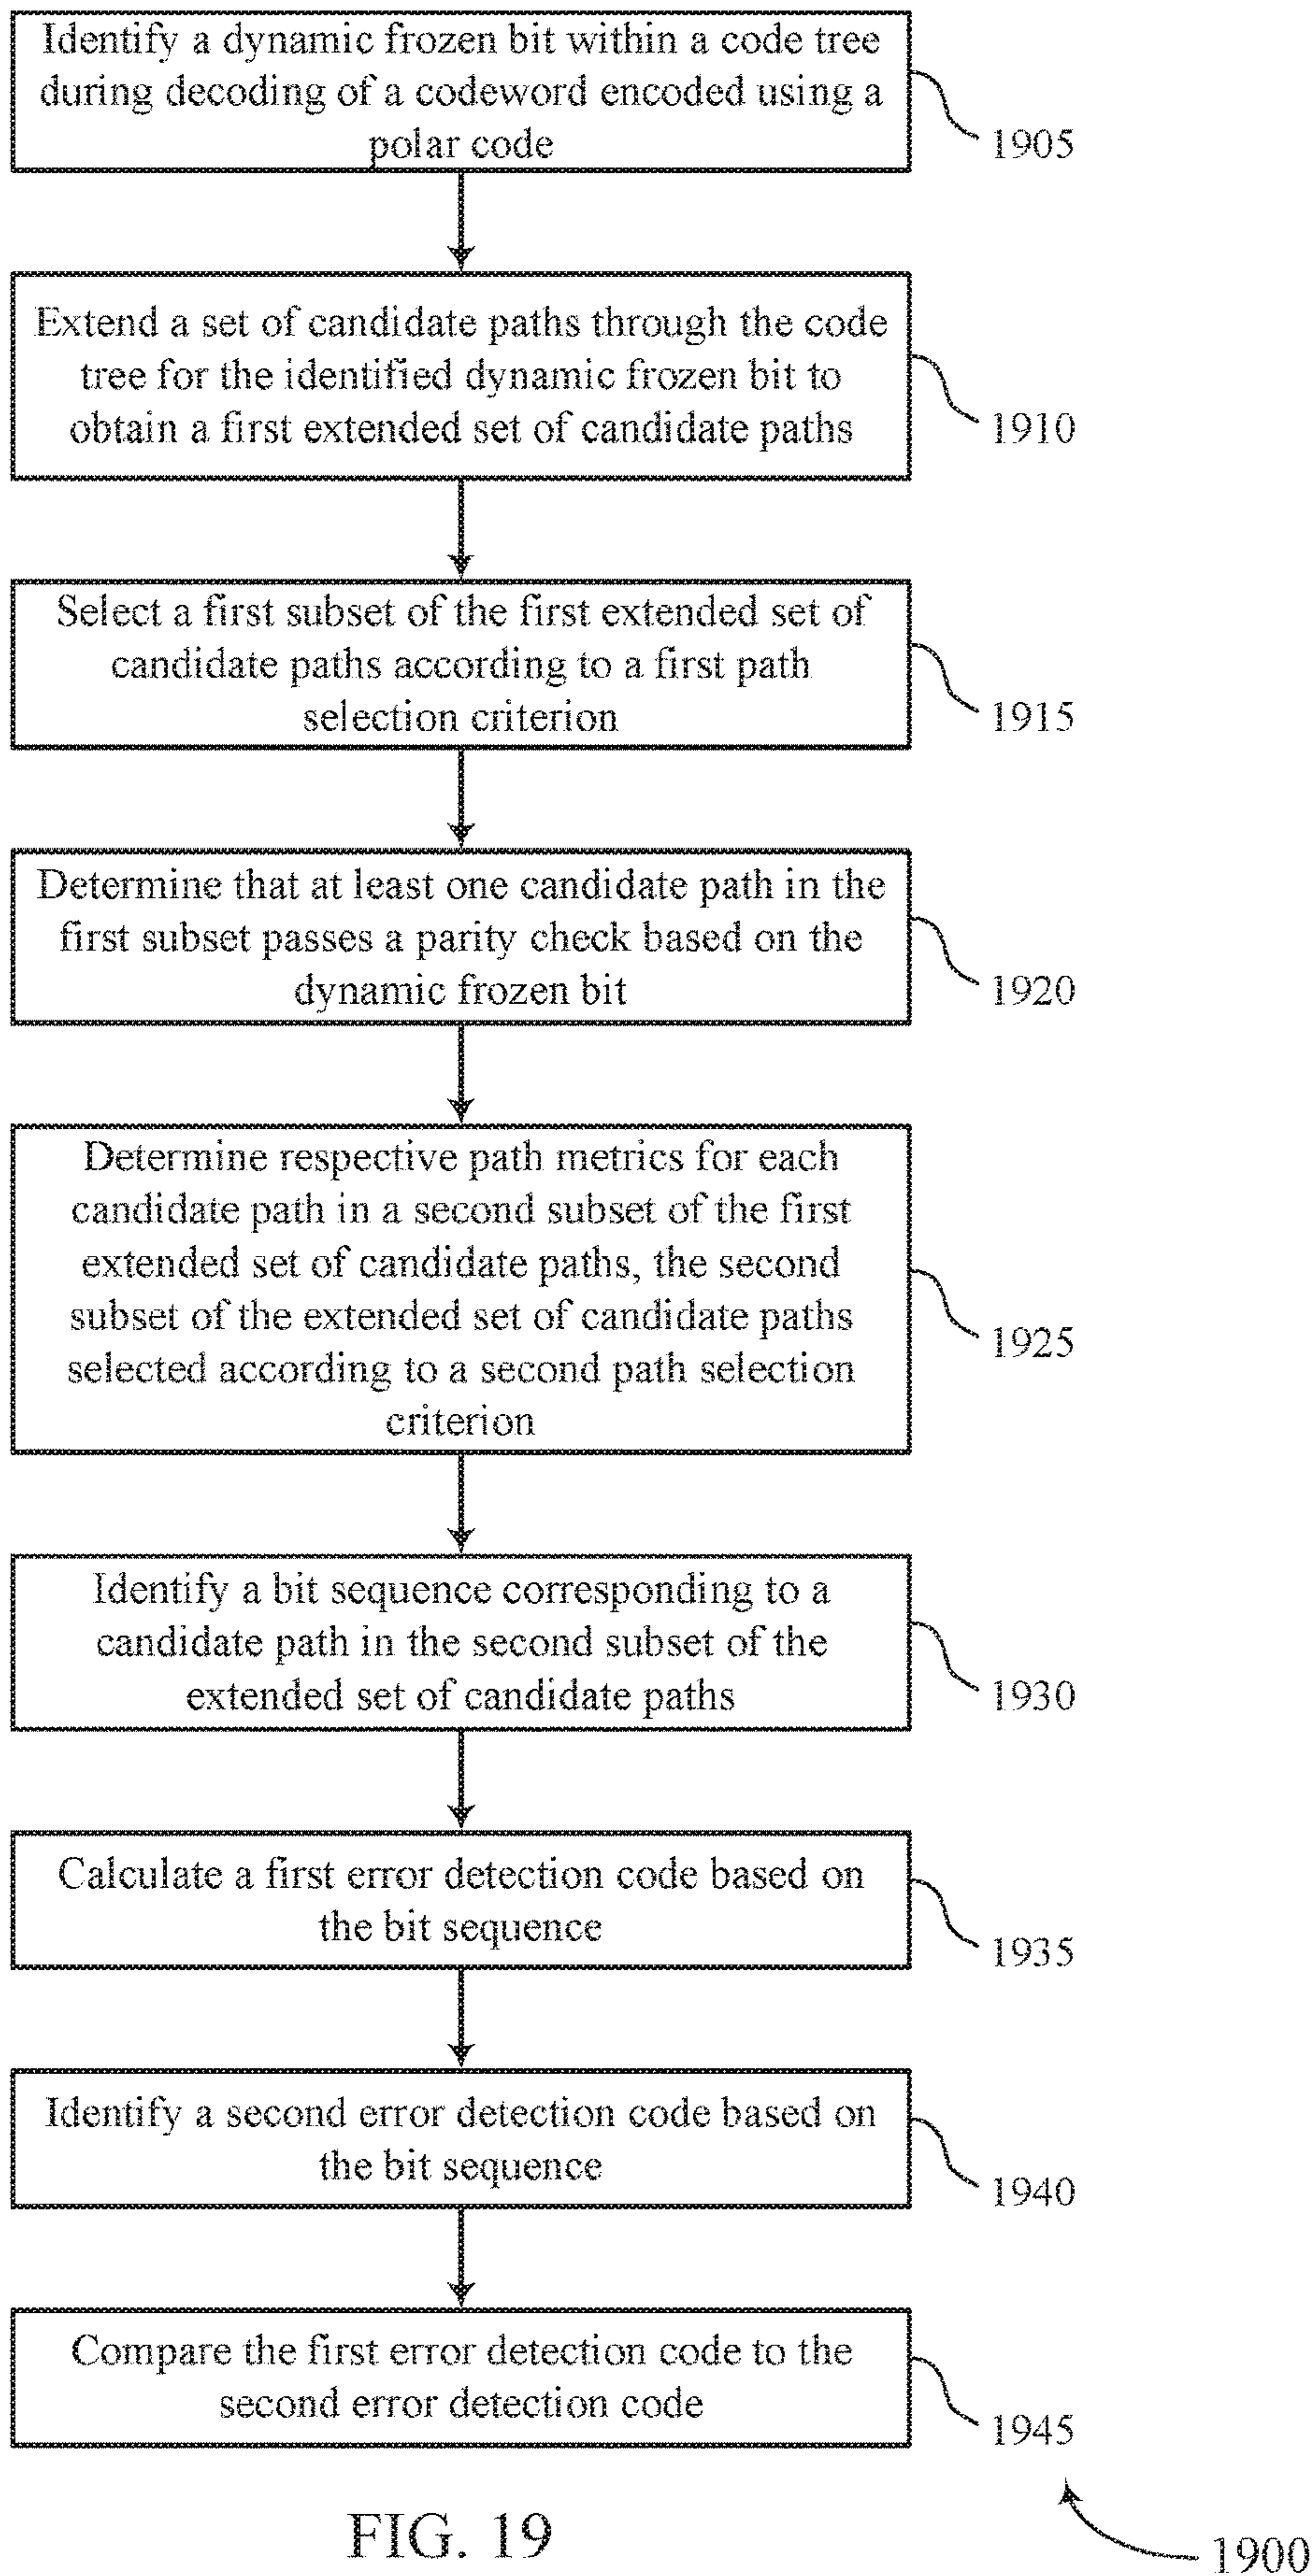 Identify a dynamic frozen bit within a code tree
during decoding of a codeword encoded using a
polar code
1905
Extend a set of candidate paths through the code
tree for the identified dynamic frozen bit to
obtain a first extended set of candidate paths
1910
Select a first subset of the first extended set of
candidate paths according to a first path
selection criterion
1915
Determine that at least one candidate path in the
first subset passes a parity check based on the
dynamic frozen bit
1920
Determine respective path metrics for each
candidate path in a second subset of the first
extended set of candidate paths, the second
subset of the extended set of candidate paths
selected according to a second path selection
criterion
1925
Identify a bit sequence corresponding to a
candidate path in the second subset of the
extended set of candidate paths
1930
Calculate a first error detection code based on
the bit sequence
1935
Identify a second error detection code based on
the bit sequence
1940
Compare the first error detection code to the
second error detection code
1945
FIG. 19
1900